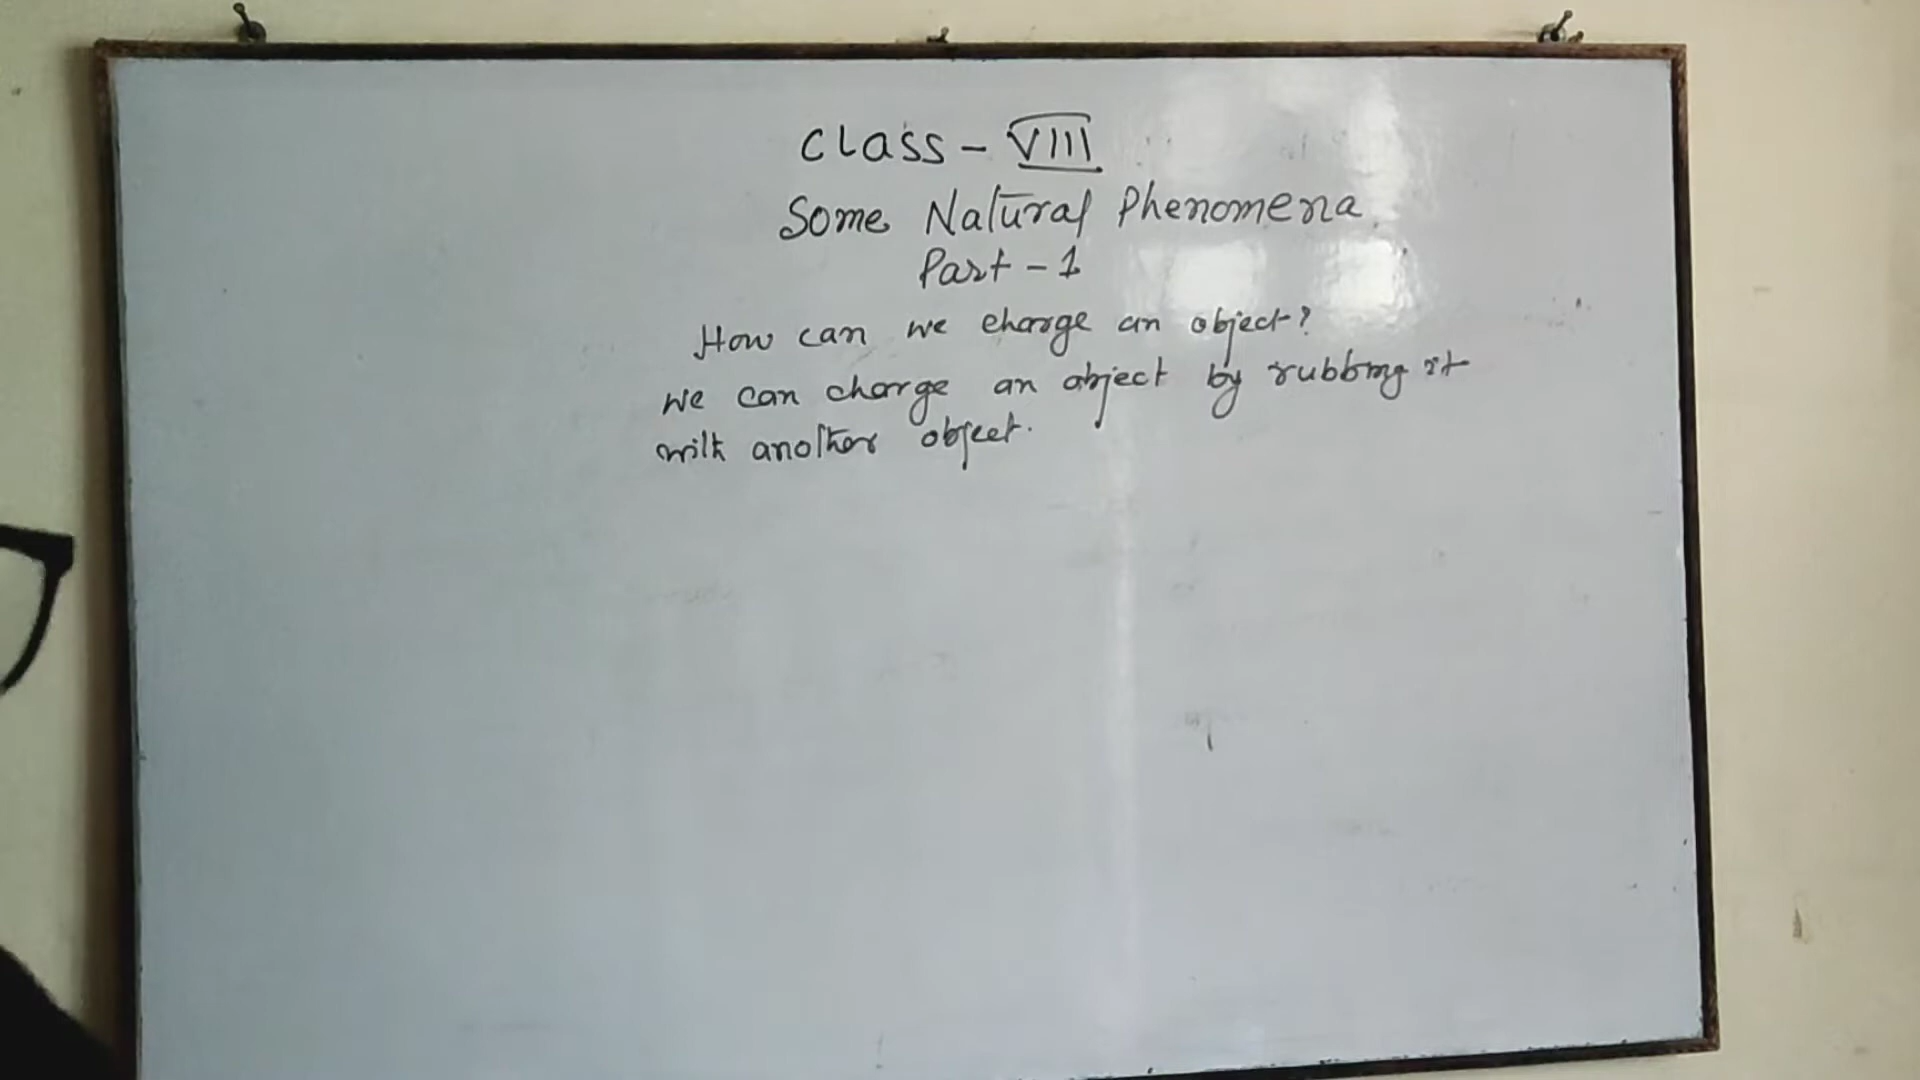 Class - VIII
Some Natural Phenomena
Part - 1
How can we charge an object?
We can charge an object by rubbing it
with another object.